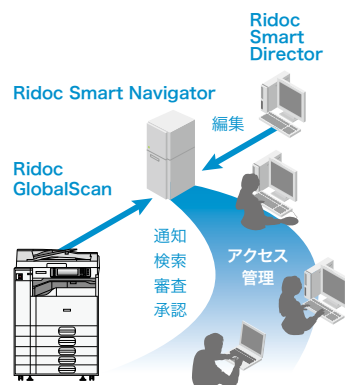 Ridoc
Smart
Director
Ridoc Smart Navigator
編集
Ridoc
GlobalScan
通知
検索
審査
承認
アクセス
管理